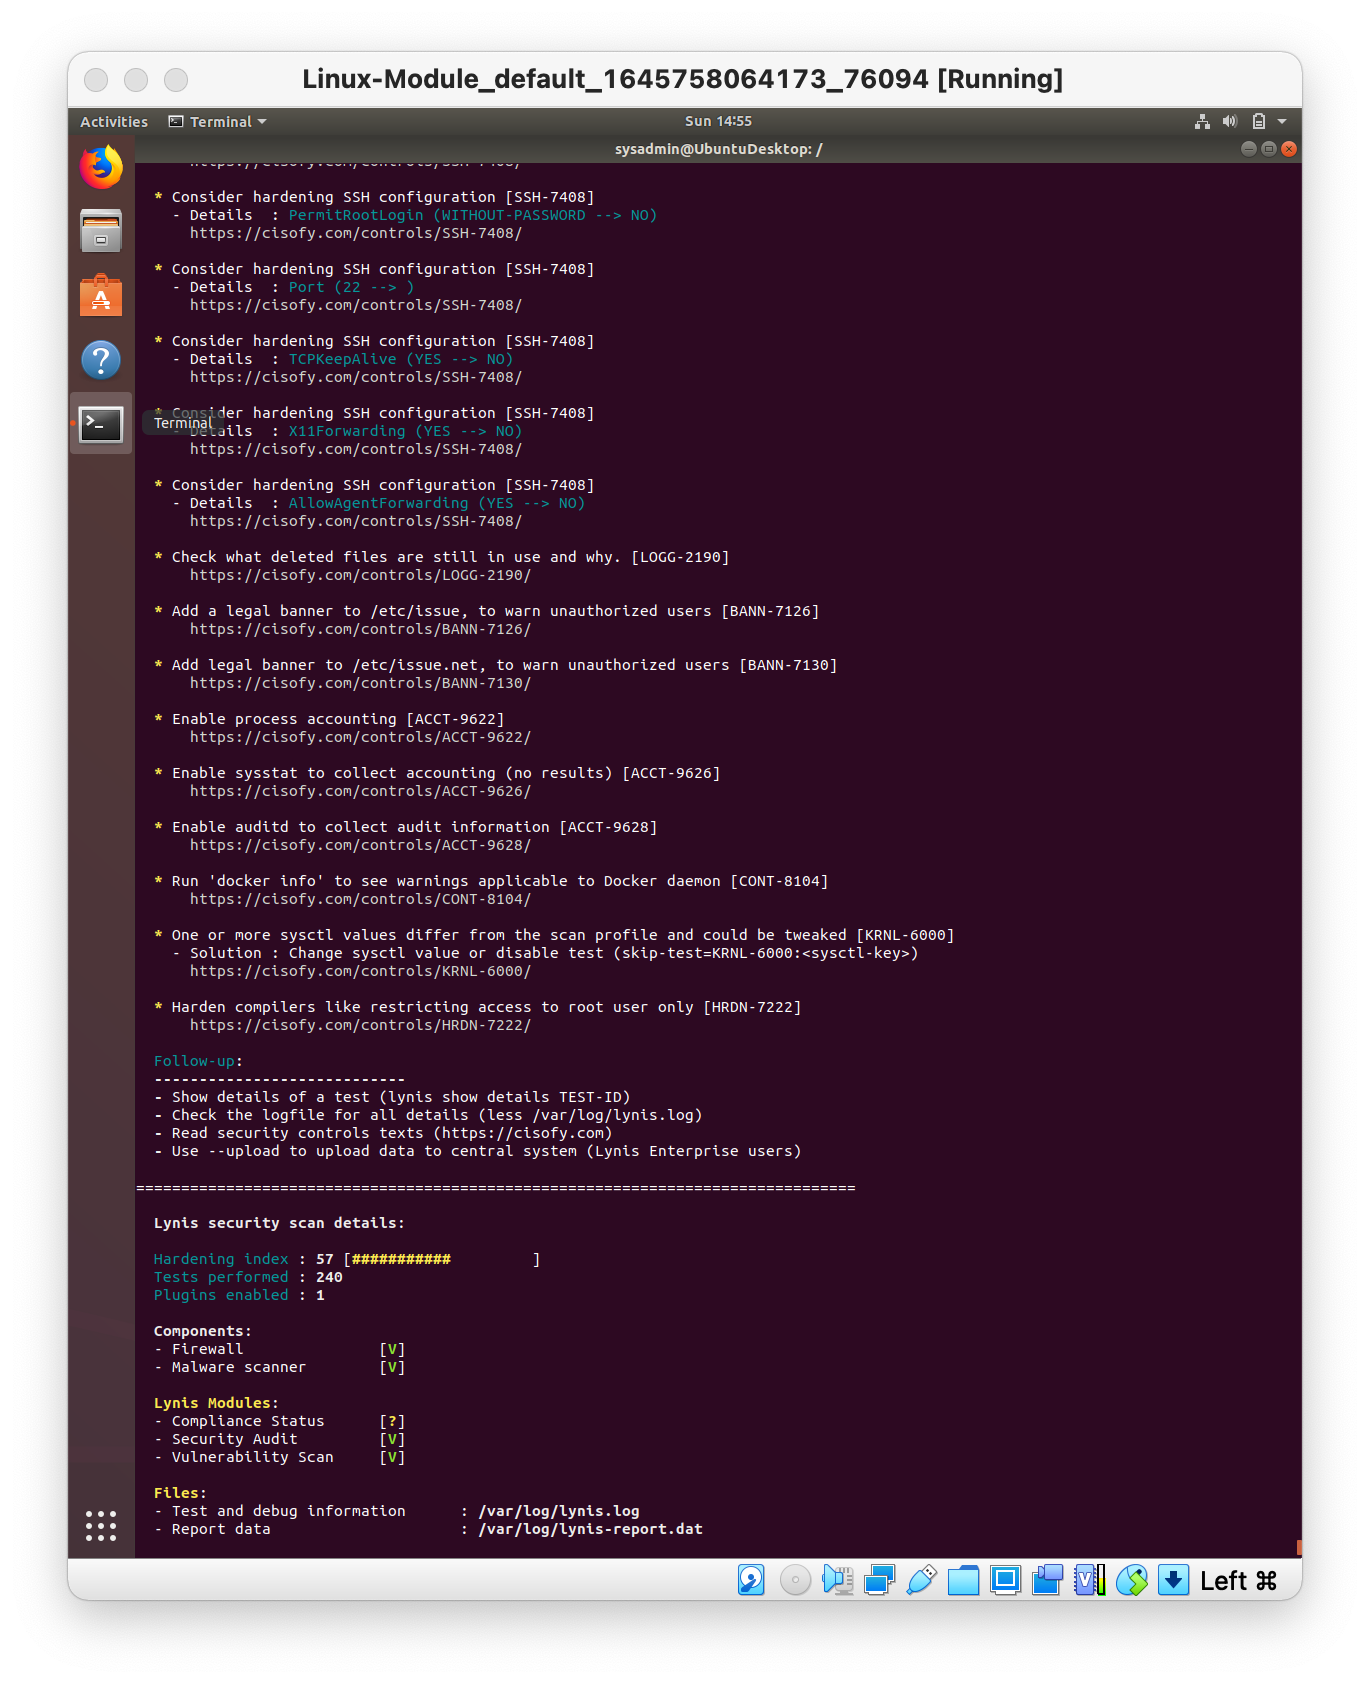 Linux-Module_default_1645758064173_76094 [Running]
Activities
Terminal
Sun 14:55
sysadmin@UbuntuDesktop: /
https://cisofy.com/controls/SSH-7408/
* Consider hardening SSH configuration [SSH-7408]
- Details : PermitRootLogin (WITHOUT-PASSWORD --> NO)
https://cisofy.com/controls/SSH-7408/
* Consider hardening SSH configuration [SSH-7408]
- Details : Port (22 --> )
https://cisofy.com/controls/SSH-7408/
* Consider hardening SSH configuration [SSH-7408]
- Details : TCPKeepAlive (YES --> NO)
https://cisofy.com/controls/SSH-7408/
* Consider hardening SSH configuration [SSH-7408]
Terminal
- Details : X11Forwarding (YES --> NO)
https://cisofy.com/controls/SSH-7408/
* Consider hardening SSH configuration [SSH-7408]
- Details : AllowAgentForwarding (YES --> NO)
https://cisofy.com/controls/SSH-7408/
* Check what deleted files are still in use and why. [LOGG-2190]
https://cisofy.com/controls/LOGG-2190/
* Add a legal banner to /etc/issue, to warn unauthorized users [BANN-7126]
https://cisofy.com/controls/BANN-7126/
* Add legal banner to /etc/issue.net, to warn unauthorized users [BANN-7130]
https://cisofy.com/controls/BANN-7130/
* Enable process accounting [ACCT-9622]
https://cisofy.com/controls/ACCT-9622/
* Enable sysstat to collect accounting (no results) [ACCT-9626]
https://cisofy.com/controls/ACCT-9626/
* Enable auditd to collect audit information [ACCT-9628]
https://cisofy.com/controls/ACCT-9628/
* Run 'docker info' to see warnings applicable to Docker daemon [CONT-8104]
https://cisofy.com/controls/CONT-8104/
* One or more sysctl values differ from the scan profile and could be tweaked [KRNL-6000]
- Solution : Change sysctl value or disable test (skip-test=KRNL-6000:<sysctl-key>)
https://cisofy.com/controls/KRNL-6000/
* Harden compilers like restricting access to root user only [HRDN-7222]
https://cisofy.com/controls/HRDN-7222/
Follow-up:
----------------------------
- Show details of a test (lynis show details TEST-ID)
- Check the logfile for all details (less /var/log/lynis.log)
- Read security controls texts (https://cisofy.com)
- Use --upload to upload data to central system (Lynis Enterprise users)
================================================================================
Lynis security scan details:
Hardening index : 57 [########### ]
Tests performed : 240
Plugins enabled : 1
Components:
- Firewall [V]
- Malware scanner [V]
Lynis Modules:
- Compliance Status [?]
- Security Audit [V]
- Vulnerability Scan [V]
Files:
- Test and debug information : /var/log/lynis.log
- Report data : /var/log/lynis-report.dat
Left ⌘